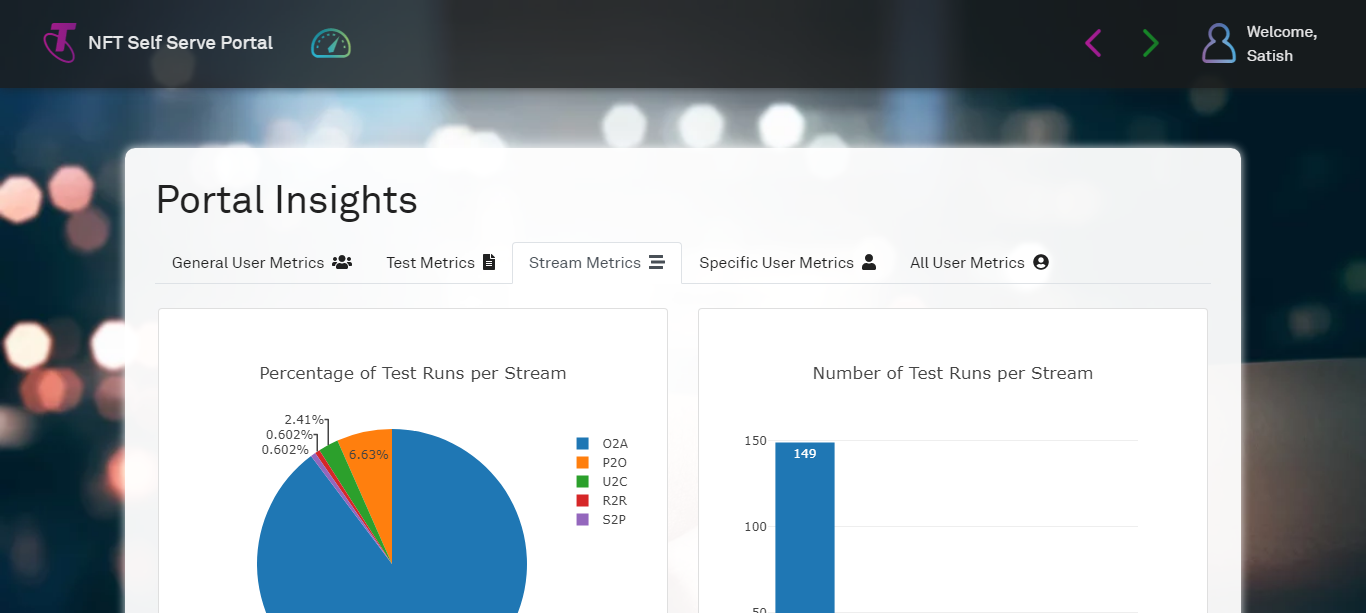 NFT Self Serve Portal
Welcome,
Satish
Portal Insights
General User Metrics
Test Metrics
Stream Metrics
Specific User Metrics
All User Metrics
Percentage of Test Runs per Stream
2.41%
0.602%
0.602%
6.63%
O2A
P2O
U2C
R2R
S2P
Number of Test Runs per Stream
150
149
100
50